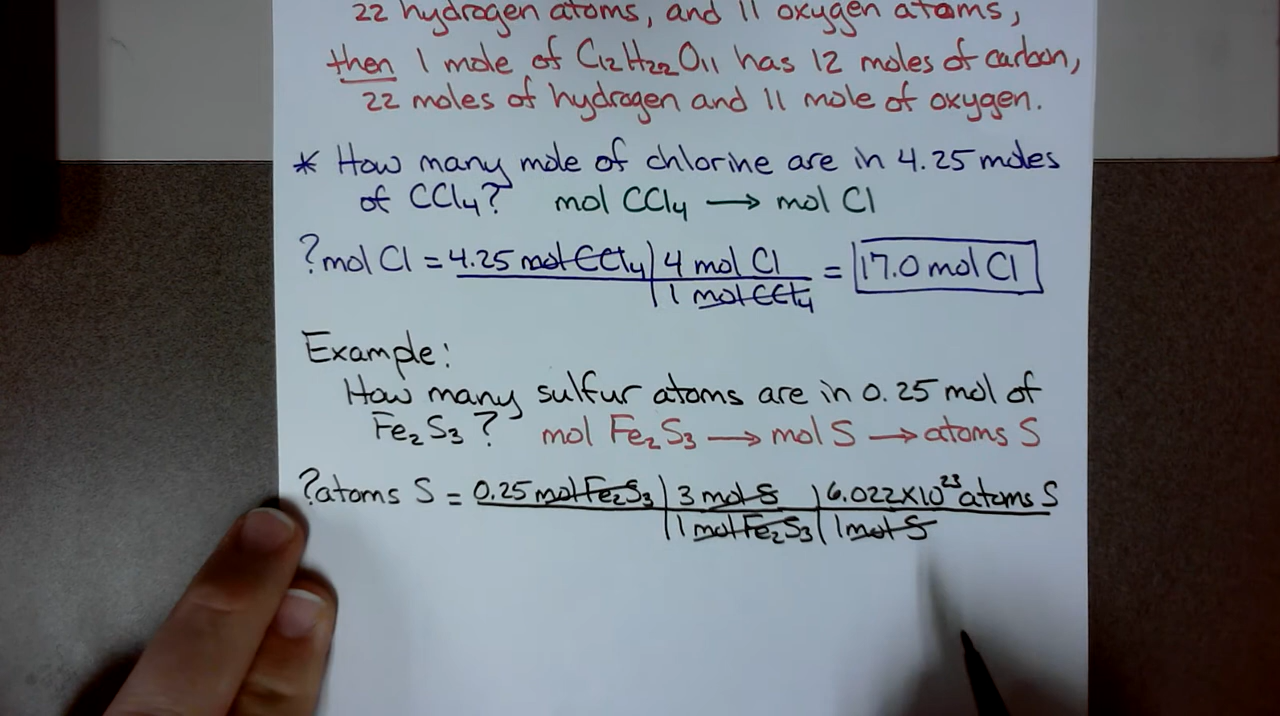 22 hydrogen atoms, and 11 oxygen atoms,
then 1 mole of C₁₂H₂₂O₁₁ has 12 moles of carbon,
22 moles of hydrogen and 11 mole of oxygen.
* How many mole of chlorine are in 4.25 moles
of CCl₄? mol CCl₄ → mol Cl
? mol Cl = 4.25 mol CCl₄ | 4 mol Cl = 17.0 mol Cl
| 1 mol CCl₄
Example:
How many sulfur atoms are in 0.25 mol of
Fe₂S₃? mol Fe₂S₃ → mol S → atoms S
? atoms S = 0.25 mol Fe₂S₃ | 3 mol S | 6.022×10²³ atoms S
| 1 mol Fe₂S₃ | 1 mol S